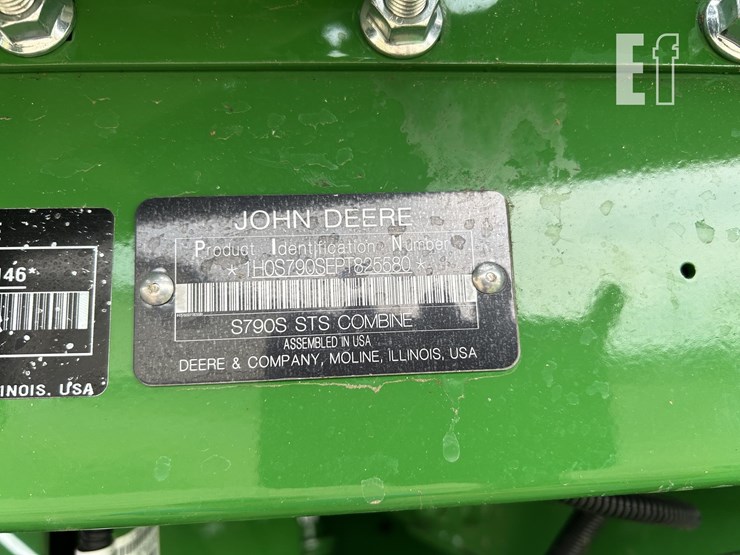 Ef
146*
INOIS, USA
JOHN DEERE
Product Identification Number
*1H0S790SEPT825580*
S790S STS COMBINE
ASSEMBLED IN USA
DEERE & COMPANY, MOLINE, ILLINOIS, USA